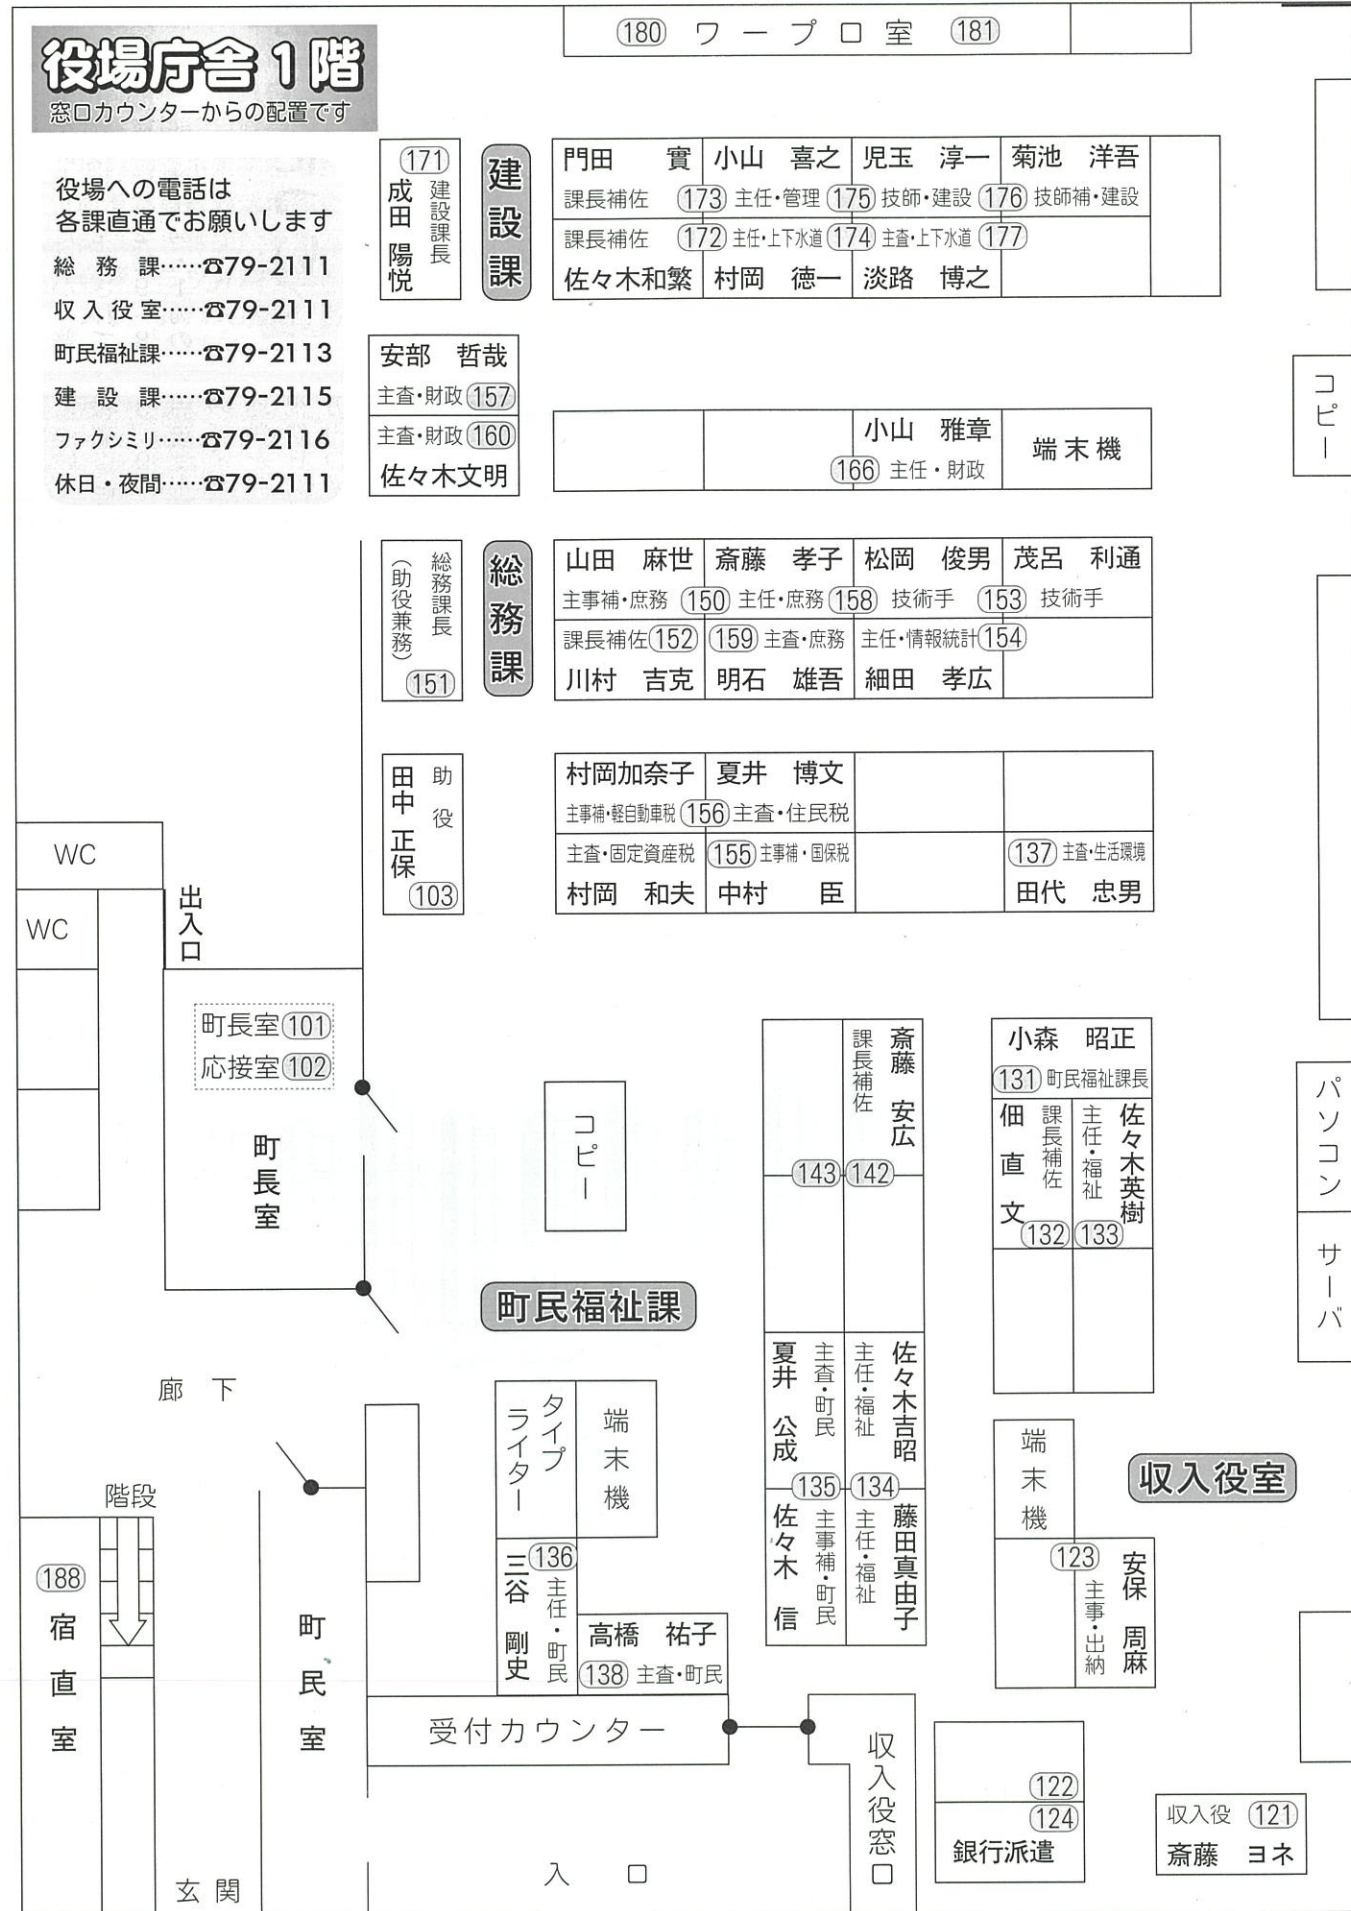 役場庁舎1階
窓口カウンターからの配置です
役場への電話は
各課直通でお願いします
総務課……☎79-2111
収入役室……☎79-2111
町民福祉課……☎79-2113
建設課……☎79-2115
ファクシミリ……☎79-2116
休日・夜間……☎79-2111
180 ワープロ室 181
171
建設課長
成田 陽悦
建設課
門田 實 小山 喜之 児玉 淳一 菊池 洋吾
課長補佐 173 主任・管理 175 技師・建設 176 技師補・建設
課長補佐 172 主任・上下水道 174 主査・上下水道 177
佐々木和繁 村岡 徳一 淡路 博之
安部 哲哉
主査・財政 157
主査・財政 160
佐々木文明
小山 雅章
166 主任・財政
端末機
コピー
総務課長
(助役兼務)
151
総務課
山田 麻世 斎藤 孝子 松岡 俊男 茂呂 利通
主事補・庶務 150 主任・庶務 158 技術手 153 技術手
課長補佐 152 159 主査・庶務 主任・情報統計 154
川村 吉克 明石 雄吾 細田 孝広
助役
田中 正保
103
村岡加奈子 夏井 博文
主事補・軽自動車税 156 主査・住民税
主査・固定資産税 155 主事補・国保税 137 主査・生活環境
村岡 和夫 中村 臣 田代 忠男
WC
WC
出入口
町長室 101
応接室 102
町長室
コピー
斎藤 安広
課長補佐
143 142
小森 昭正
131 町民福祉課長
佐々木英樹
主任・福祉
133
課長補佐
佃 直文
132
パソコン
サーバ
町民福祉課
佐々木吉昭
主任・福祉
主査・町民
夏井 公成
135 134
藤田真由子
主任・福祉
主事補・町民
佐々木 信
廊下
タイプ
ライター
端末機
端末機
収入役室
階段
188
宿直室
町民室
136
主任・町民
三谷 剛史
高橋 祐子
138 主査・町民
123
安保 周麻
主事・出納
受付カウンター
収入役窓口
122
124
銀行派遣
収入役 121
斎藤 ヨネ
玄関
入口